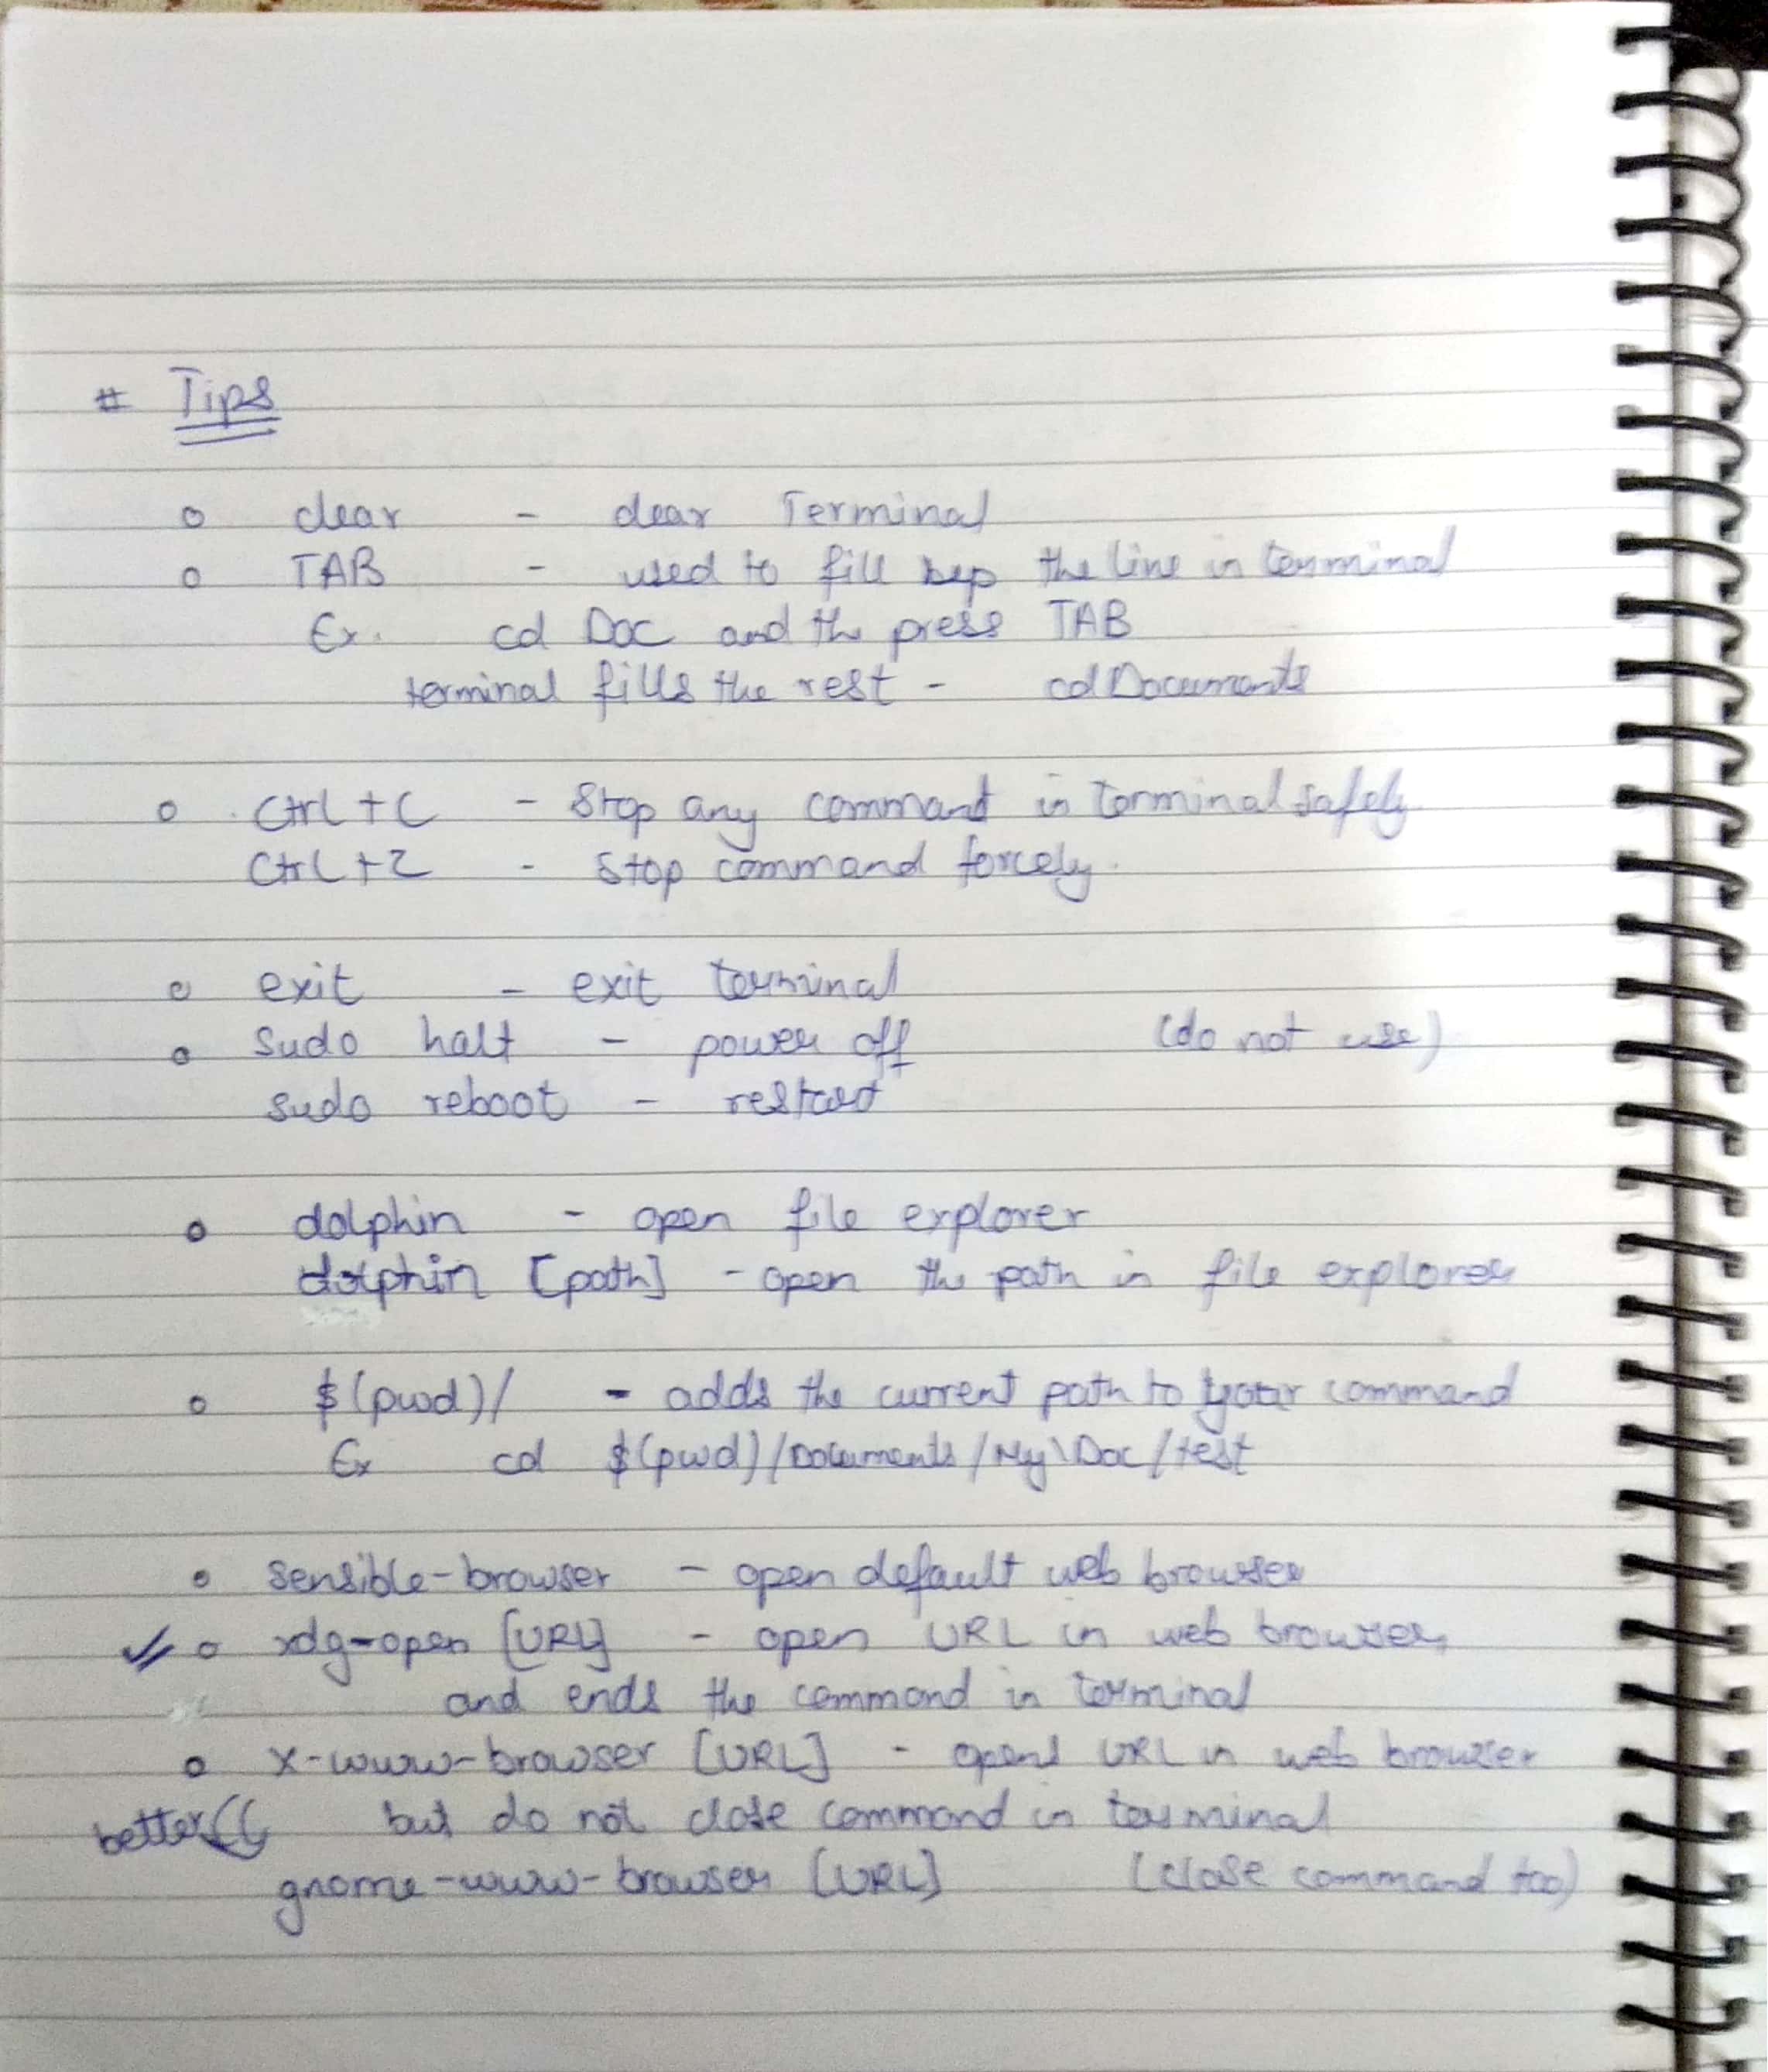 # Tips
o clear - clear Terminal
o TAB - used to fill up the line in terminal
Ex. cd Doc and the press TAB
terminal fills the rest - cd Documents
o Ctrl + C - Stop any command in terminal safely
Ctrl + Z - Stop command forcely.
o exit - exit terminal
o sudo halt - power off (do not use)
sudo reboot - restart
o dolphin - open file explorer
dolphin [path] - open the path in file explorer
o $(pwd)/ - adds the current path to your command
Ex cd $(pwd)/Documents/My\Doc/test
o sensible-browser - open default web browser
o xdg-open [URL] - open URL in web browser,
and ends the command in terminal
o x-www-browser [URL] - opens URL in web browser
better but do not close command in terminal
gnome-www-browser [URL] (close command too)